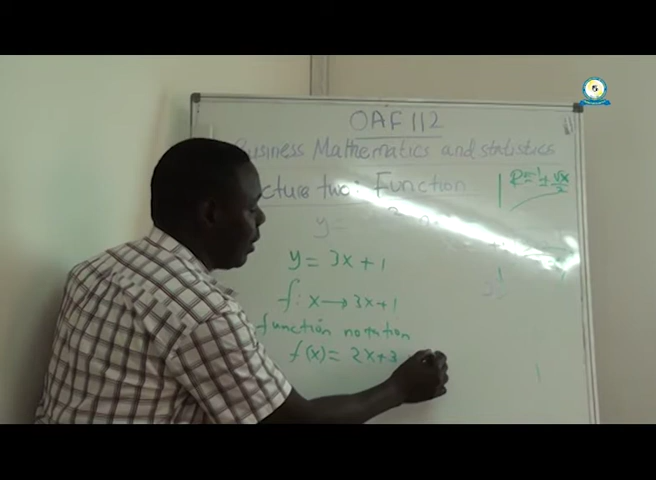 OAF 112
Business Mathematics and statistics
Lecture two: Function
y =
y = 3x + 1
f: x → 3x + 1
function notation
f(x) = 2x + 3